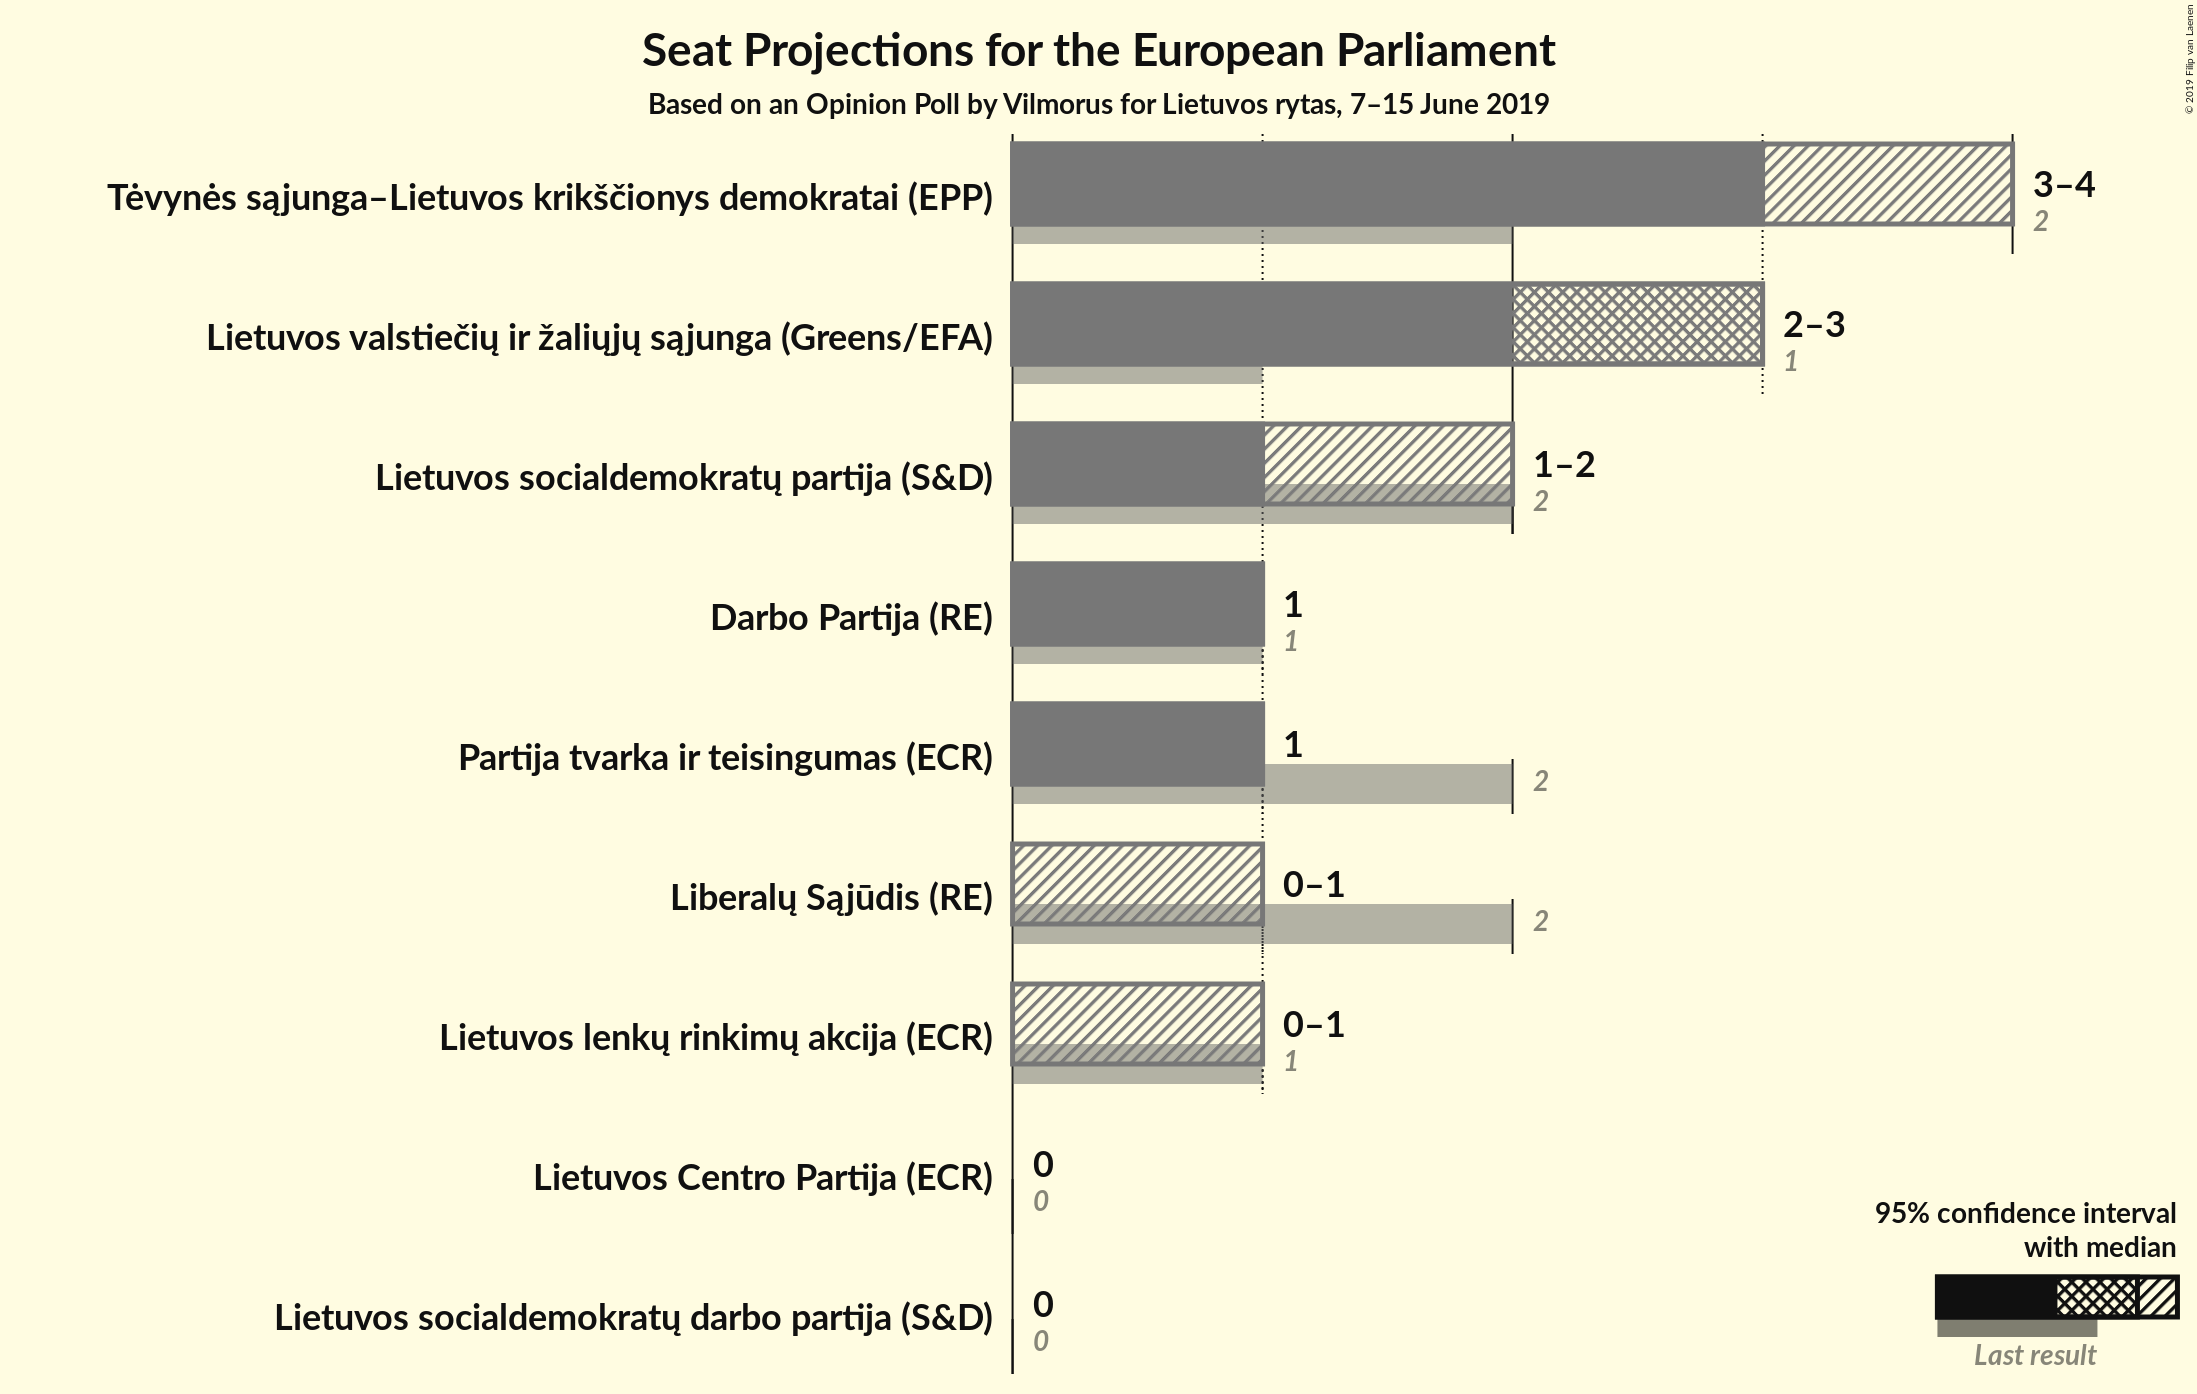 Seat Projections for the European Parliament
Based on an Opinion Poll by Vilmorus for Lietuvos rytas, 7–15 June 2019
© 2019 Filip van Laenen
Tėvynės sąjunga–Lietuvos krikščionys demokratai (EPP)
3–4
2
Lietuvos valstiečių ir žaliųjų sąjunga (Greens/EFA)
2–3
1
Lietuvos socialdemokratų partija (S&D)
1–2
2
Darbo Partija (RE)
1
1
Partija tvarka ir teisingumas (ECR)
1
2
Liberalų Sąjūdis (RE)
0–1
2
Lietuvos lenkų rinkimų akcija (ECR)
0–1
1
Lietuvos Centro Partija (ECR)
0
0
Lietuvos socialdemokratų darbo partija (S&D)
0
0
95% confidence interval
with median
Last result